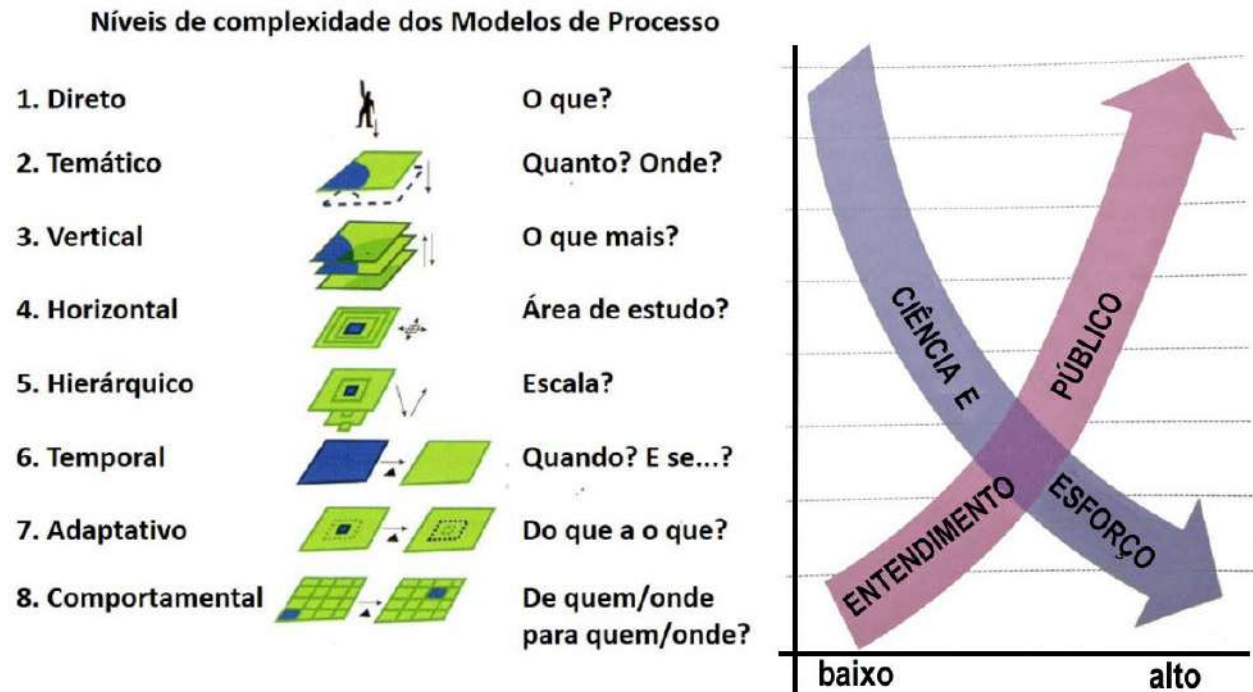 Níveis de complexidade dos Modelos de Processo
1. Direto O que?
2. Temático Quanto? Onde?
3. Vertical O que mais?
4. Horizontal Área de estudo?
5. Hierárquico Escala?
6. Temporal Quando? E se...?
7. Adaptativo Do que a o que?
8. Comportamental De quem/onde
para quem/onde?
CIÊNCIA E ESFORÇO
ENTENDIMENTO PÚBLICO
baixo alto